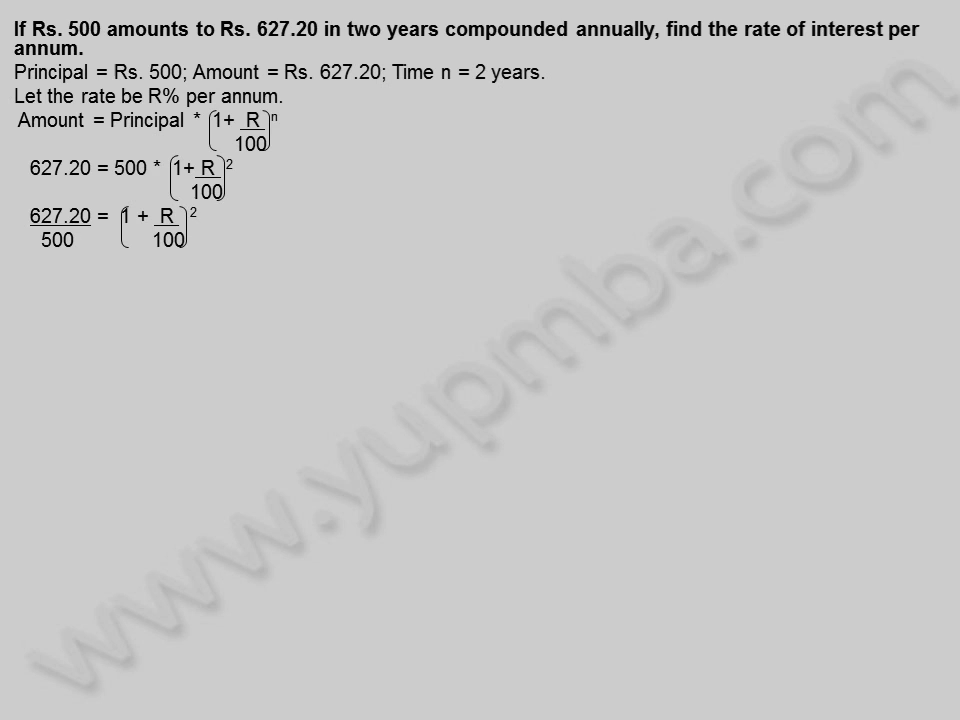 If Rs. 500 amounts to Rs. 627.20 in two years compounded annually, find the rate of interest per
annum.
Principal = Rs. 500; Amount = Rs. 627.20; Time n = 2 years.
Let the rate be R% per annum.
Amount = Principal * (1+ R)n
100
627.20 = 500 * (1+ R)2
100
627.20 = (1 + R)2
500 100
www.yupmba.com